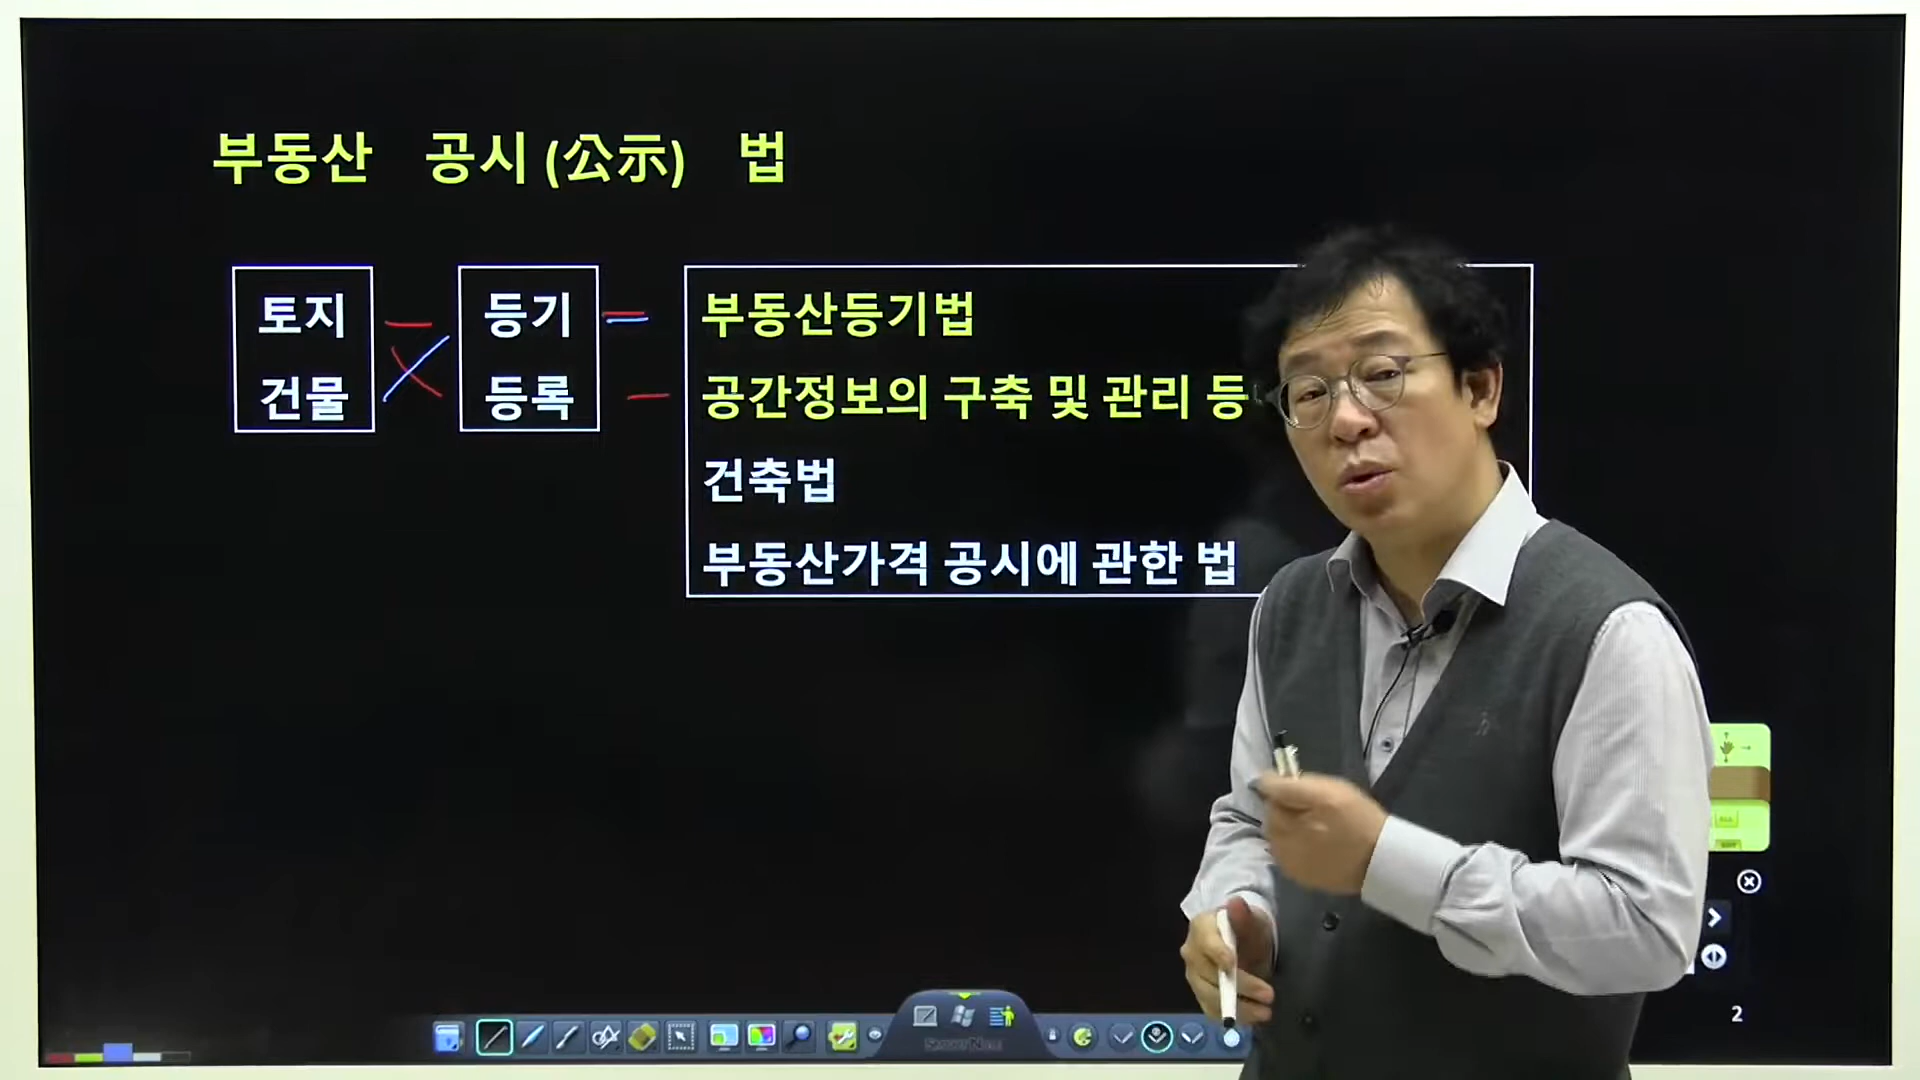 부동산 공시 (公示) 법
토지 등기 부동산등기법
건물 등록 공간정보의 구축 및 관리 등
건축법
부동산가격 공시에 관한 법
2